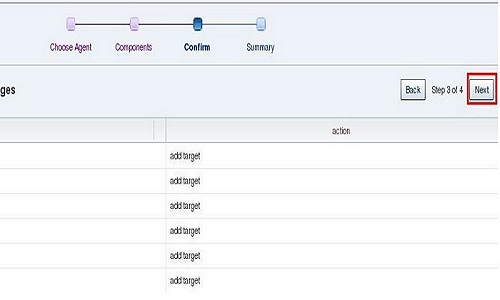 Choose Agent Components Confirm Summary
ges Back Step 3 of 4 Next
action
add target
add target
add target
add target
add target
add target